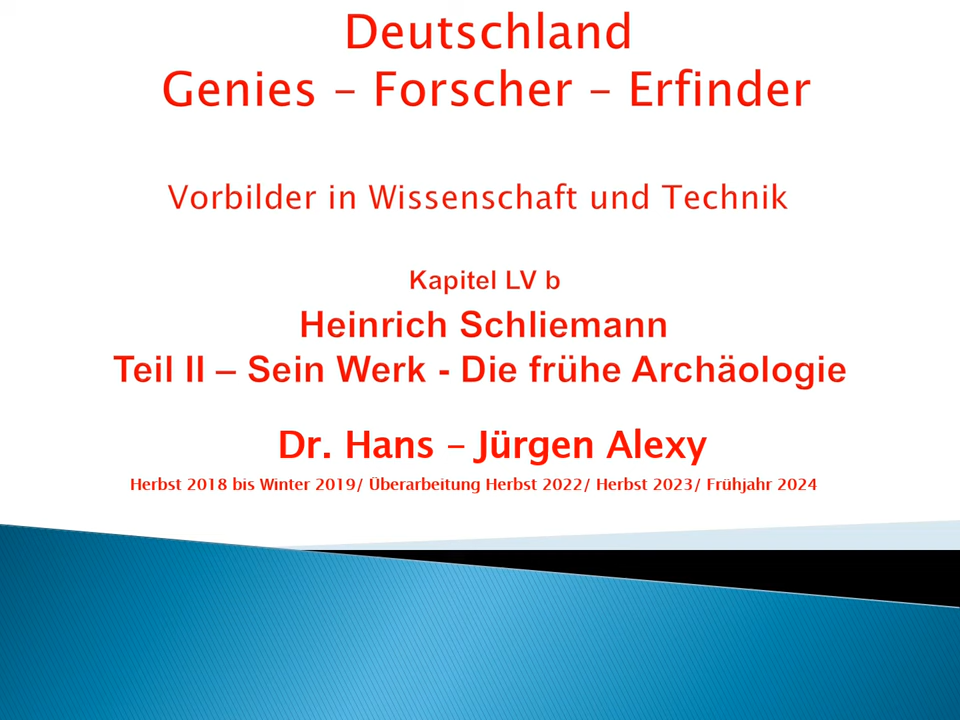 Deutschland
Genies – Forscher – Erfinder
Vorbilder in Wissenschaft und Technik
Kapitel LV b
Heinrich Schliemann
Teil II – Sein Werk - Die frühe Archäologie
Dr. Hans – Jürgen Alexy
Herbst 2018 bis Winter 2019/ Überarbeitung Herbst 2022/ Herbst 2023/ Frühjahr 2024